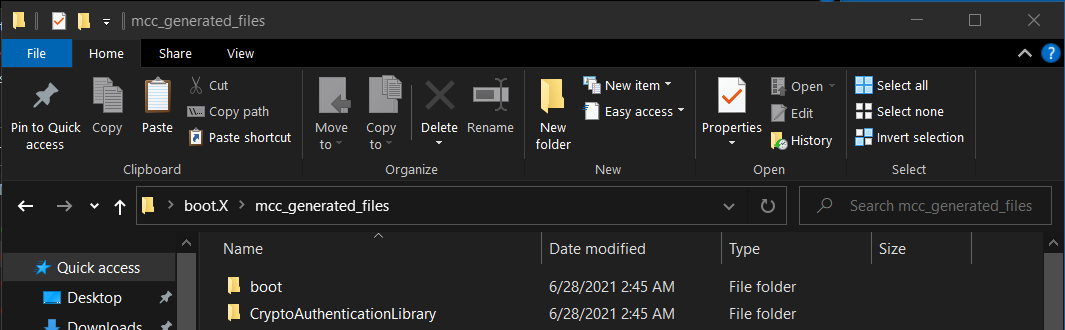 mcc_generated_files
File Home Share View
Pin to Quick access
Copy
Paste
Cut
Copy path
Paste shortcut
Clipboard
Move to
Copy to
Delete
Rename
Organize
New folder
New item
Easy access
New
Properties
Open
Edit
History
Open
Select all
Select none
Invert selection
Select
boot.X > mcc_generated_files
Search mcc_generated_files
Name Date modified Type Size
Quick access
boot 6/28/2021 2:45 AM File folder
Desktop
CryptoAuthenticationLibrary 6/28/2021 2:45 AM File folder
Downloads